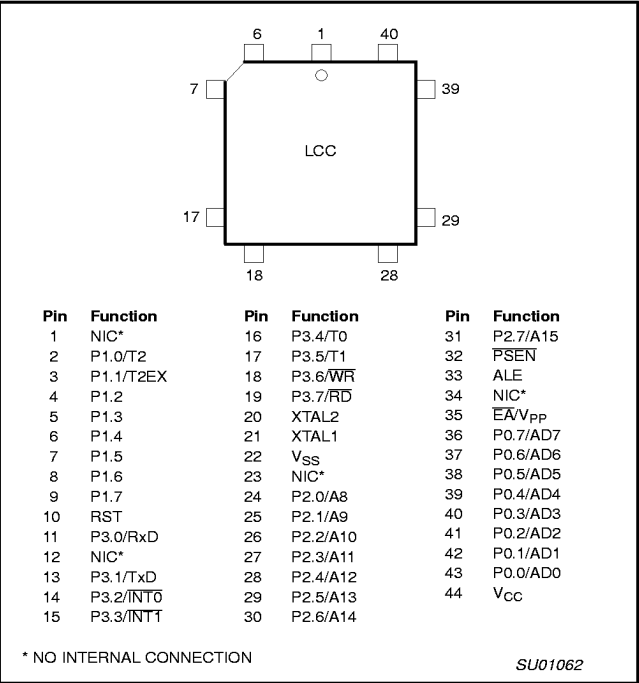 6 1 40
7 39
LCC
17 29
18 28
Pin Function Pin Function Pin Function
1 NIC* 16 P3.4/T0 31 P2.7/A15
2 P1.0/T2 17 P3.5/T1 32 PSEN
3 P1.1/T2EX 18 P3.6/WR 33 ALE
4 P1.2 19 P3.7/RD 34 NIC*
5 P1.3 20 XTAL2 35 EA/VPP
6 P1.4 21 XTAL1 36 P0.7/AD7
7 P1.5 22 VSS 37 P0.6/AD6
8 P1.6 23 NIC* 38 P0.5/AD5
9 P1.7 24 P2.0/A8 39 P0.4/AD4
10 RST 25 P2.1/A9 40 P0.3/AD3
11 P3.0/RxD 26 P2.2/A10 41 P0.2/AD2
12 NIC* 27 P2.3/A11 42 P0.1/AD1
13 P3.1/TxD 28 P2.4/A12 43 P0.0/AD0
14 P3.2/INT0 29 P2.5/A13 44 VCC
15 P3.3/INT1 30 P2.6/A14
* NO INTERNAL CONNECTION
SU01062